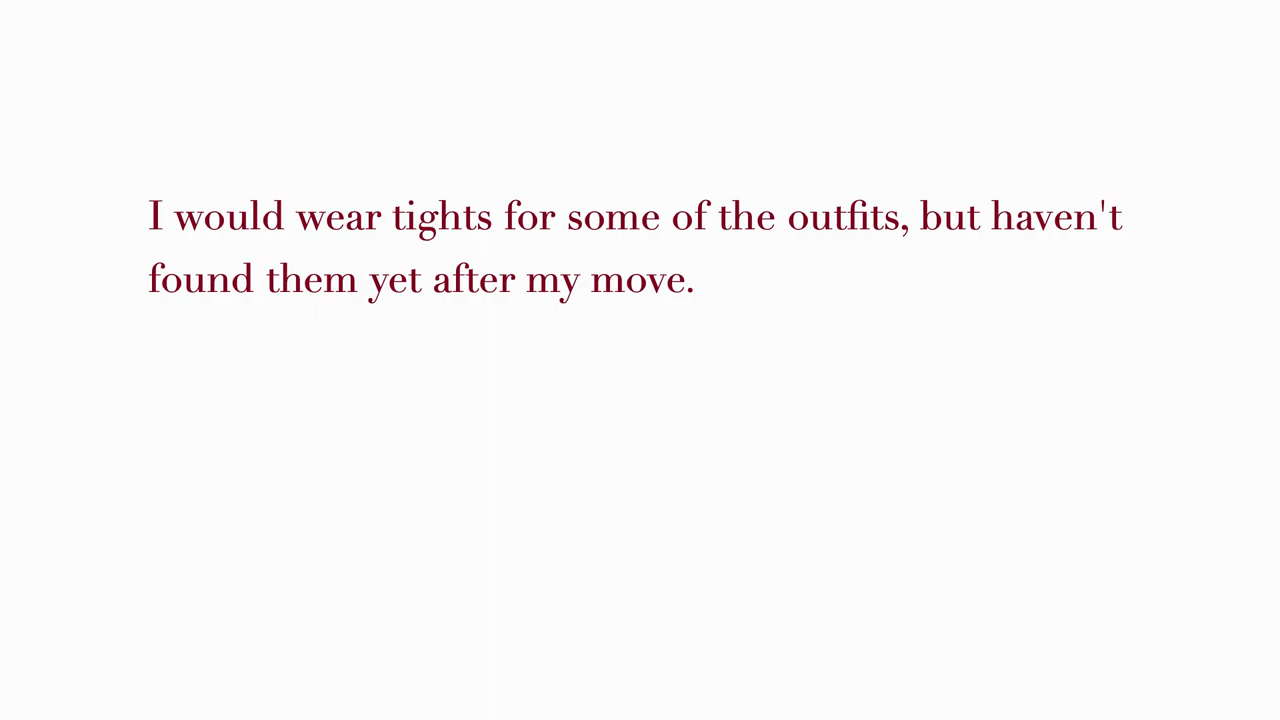 I would wear tights for some of the outfits, but haven't
found them yet after my move.